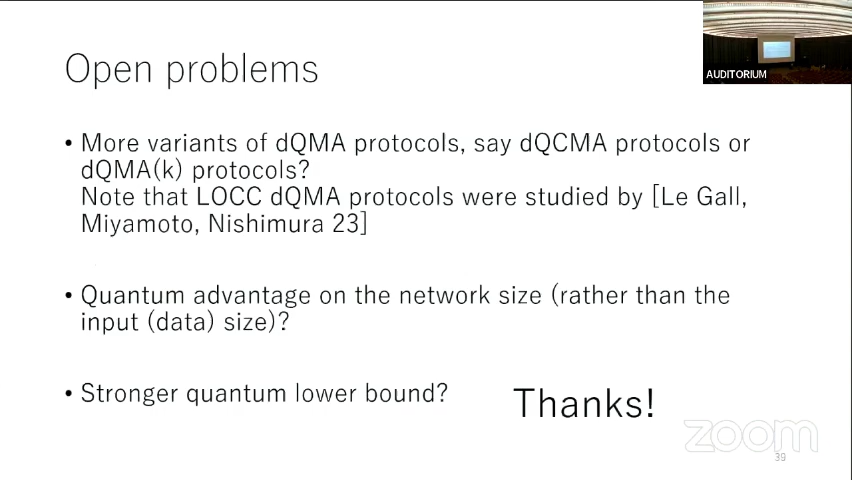 AUDITORIUM
Open problems
• More variants of dQMA protocols, say dQCMA protocols or
dQMA(k) protocols?
Note that LOCC dQMA protocols were studied by [Le Gall,
Miyamoto, Nishimura 23]
• Quantum advantage on the network size (rather than the
input (data) size)?
• Stronger quantum lower bound?
Thanks!
zoom
39